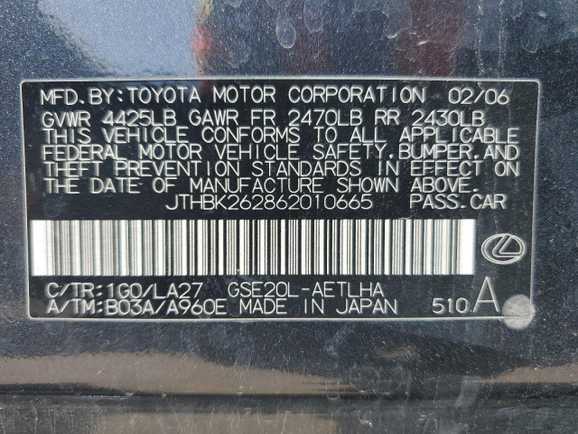 MFD.BY:TOYOTA MOTOR CORPORATION 02/06
GVWR 4425LB GAWR FR 2470LB RR 2430LB
THIS VEHICLE CONFORMS TO ALL APPLICABLE
FEDERAL MOTOR VEHICLE SAFETY,BUMPER,AND
THEFT PREVENTION STANDARDS IN EFFECT ON
THE DATE OF MANUFACTURE SHOWN ABOVE.
JTHBK262862010665 PASS.CAR
C/TR:1G0/LA27 GSE20L-AETLHA
A/TM:B03A/A960E MADE IN JAPAN 510 A